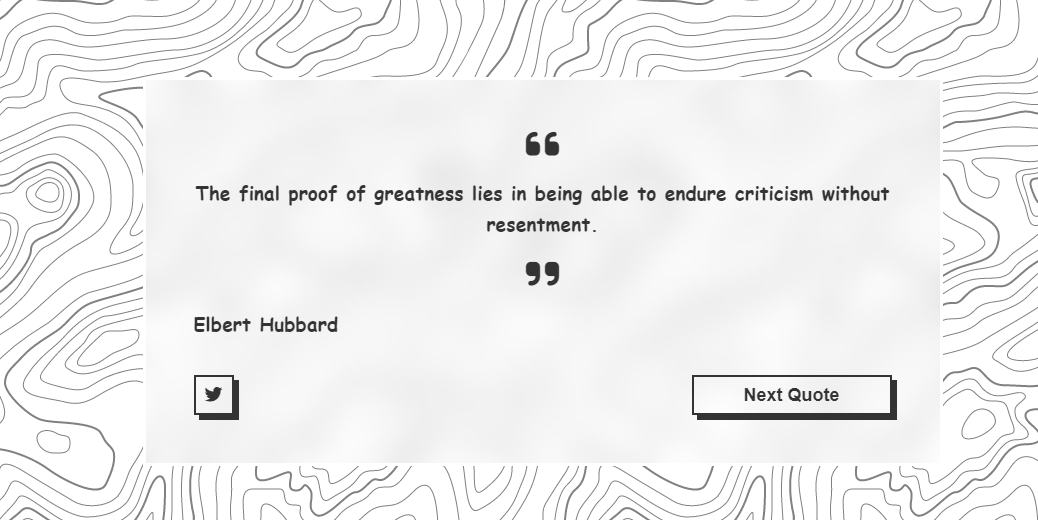 ❝
The final proof of greatness lies in being able to endure criticism without
resentment.
❞
Elbert Hubbard
Next Quote